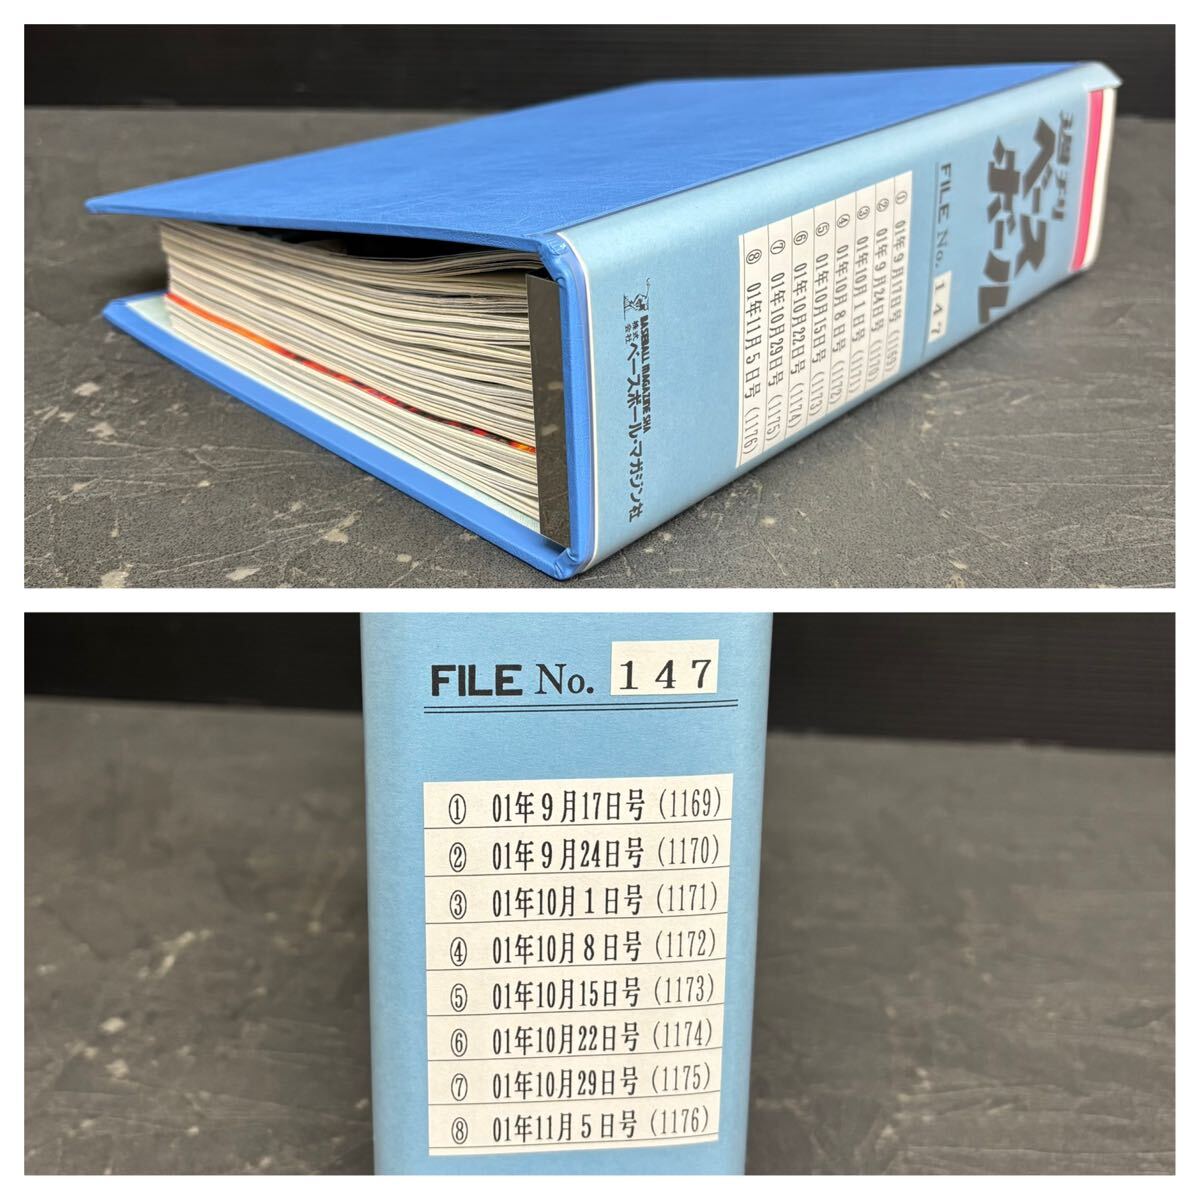 週刊
ベースボール
FILE No. 147
① 01年9月17日号(1169)
② 01年9月24日号(1170)
③ 01年10月1日号(1171)
④ 01年10月8日号(1172)
⑤ 01年10月15日号(1173)
⑥ 01年10月22日号(1174)
⑦ 01年10月29日号(1175)
⑧ 01年11月5日号(1176)
BASEBALL MAGAZINE SHA
株式会社 ベースボール・マガジン社
FILE No. 147
① 01年9月17日号(1169)
② 01年9月24日号(1170)
③ 01年10月1日号(1171)
④ 01年10月8日号(1172)
⑤ 01年10月15日号(1173)
⑥ 01年10月22日号(1174)
⑦ 01年10月29日号(1175)
⑧ 01年11月5日号(1176)